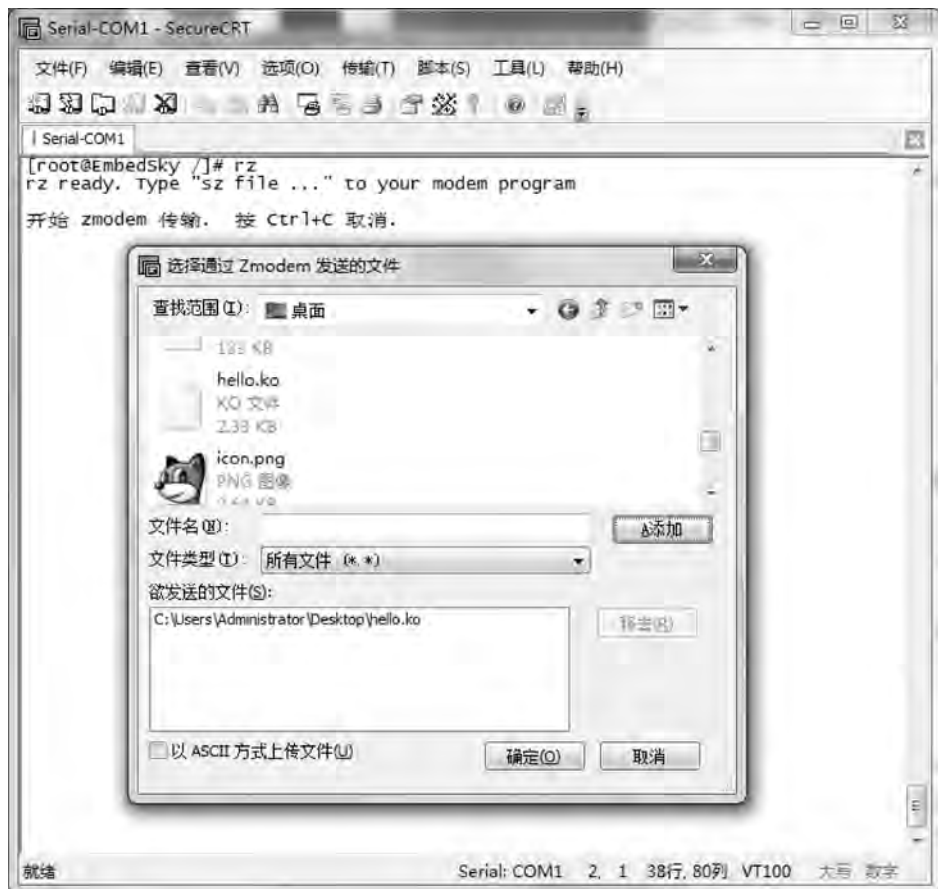 Serial-COM1 - SecureCRT
文件(F) 编辑(E) 查看(V) 选项(O) 传输(T) 脚本(S) 工具(L) 帮助(H)
Serial-COM1
[root@EmbedSky /]# rz
rz ready. Type "sz file ..." to your modem program
开始 zmodem 传输. 按 Ctrl+C 取消.
选择通过 Zmodem 发送的文件
查找范围(I): 桌面
133 KB
hello.ko
KO 文件
2.33 KB
icon.png
PNG 图像
文件名(N):
A添加
文件类型(T): 所有文件 (*.*)
欲发送的文件(S):
C:\Users\Administrator\Desktop\hello.ko
移去(R)
以 ASCII 方式上传文件(U)
确定(O) 取消
就绪 Serial: COM1 2, 1 38行, 80列 VT100 大写 数字